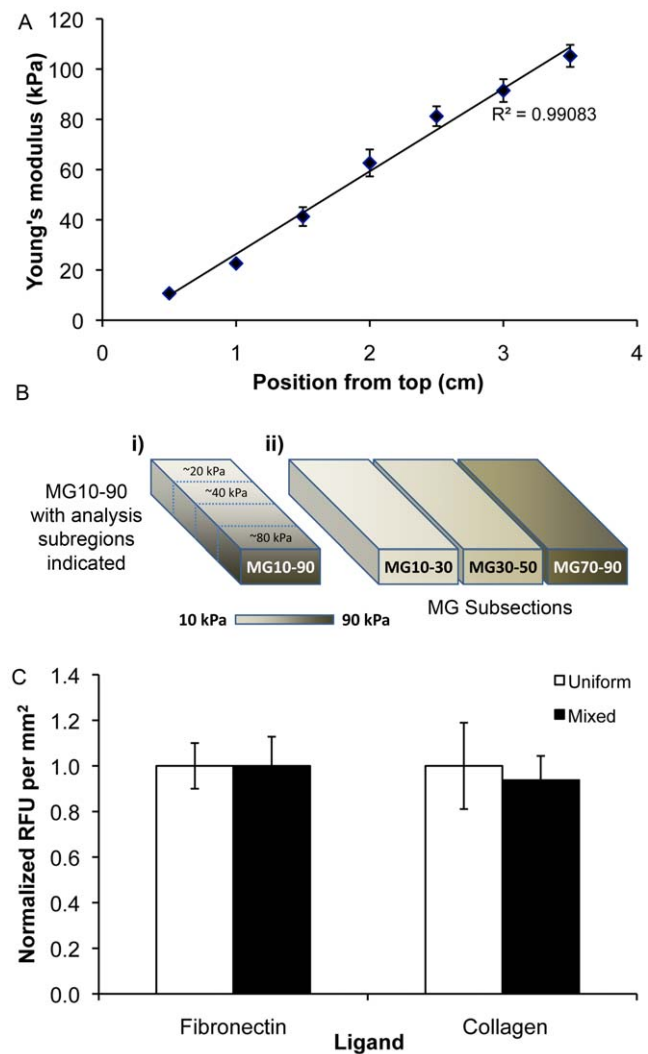 A
Young's modulus (kPa)
120
100
80
60
40
20
0
R² = 0.99083
0 1 2 3 4
Position from top (cm)
B
i)
ii)
MG10-90
with analysis
subregions
indicated
~20 kPa
~40 kPa
~80 kPa
MG10-90
MG10-30
MG30-50
MG70-90
10 kPa
90 kPa
MG Subsections
C
Normalized RFU per mm²
1.4
1.2
1.0
0.8
0.6
0.4
0.2
0.0
Uniform
Mixed
Fibronectin
Collagen
Ligand